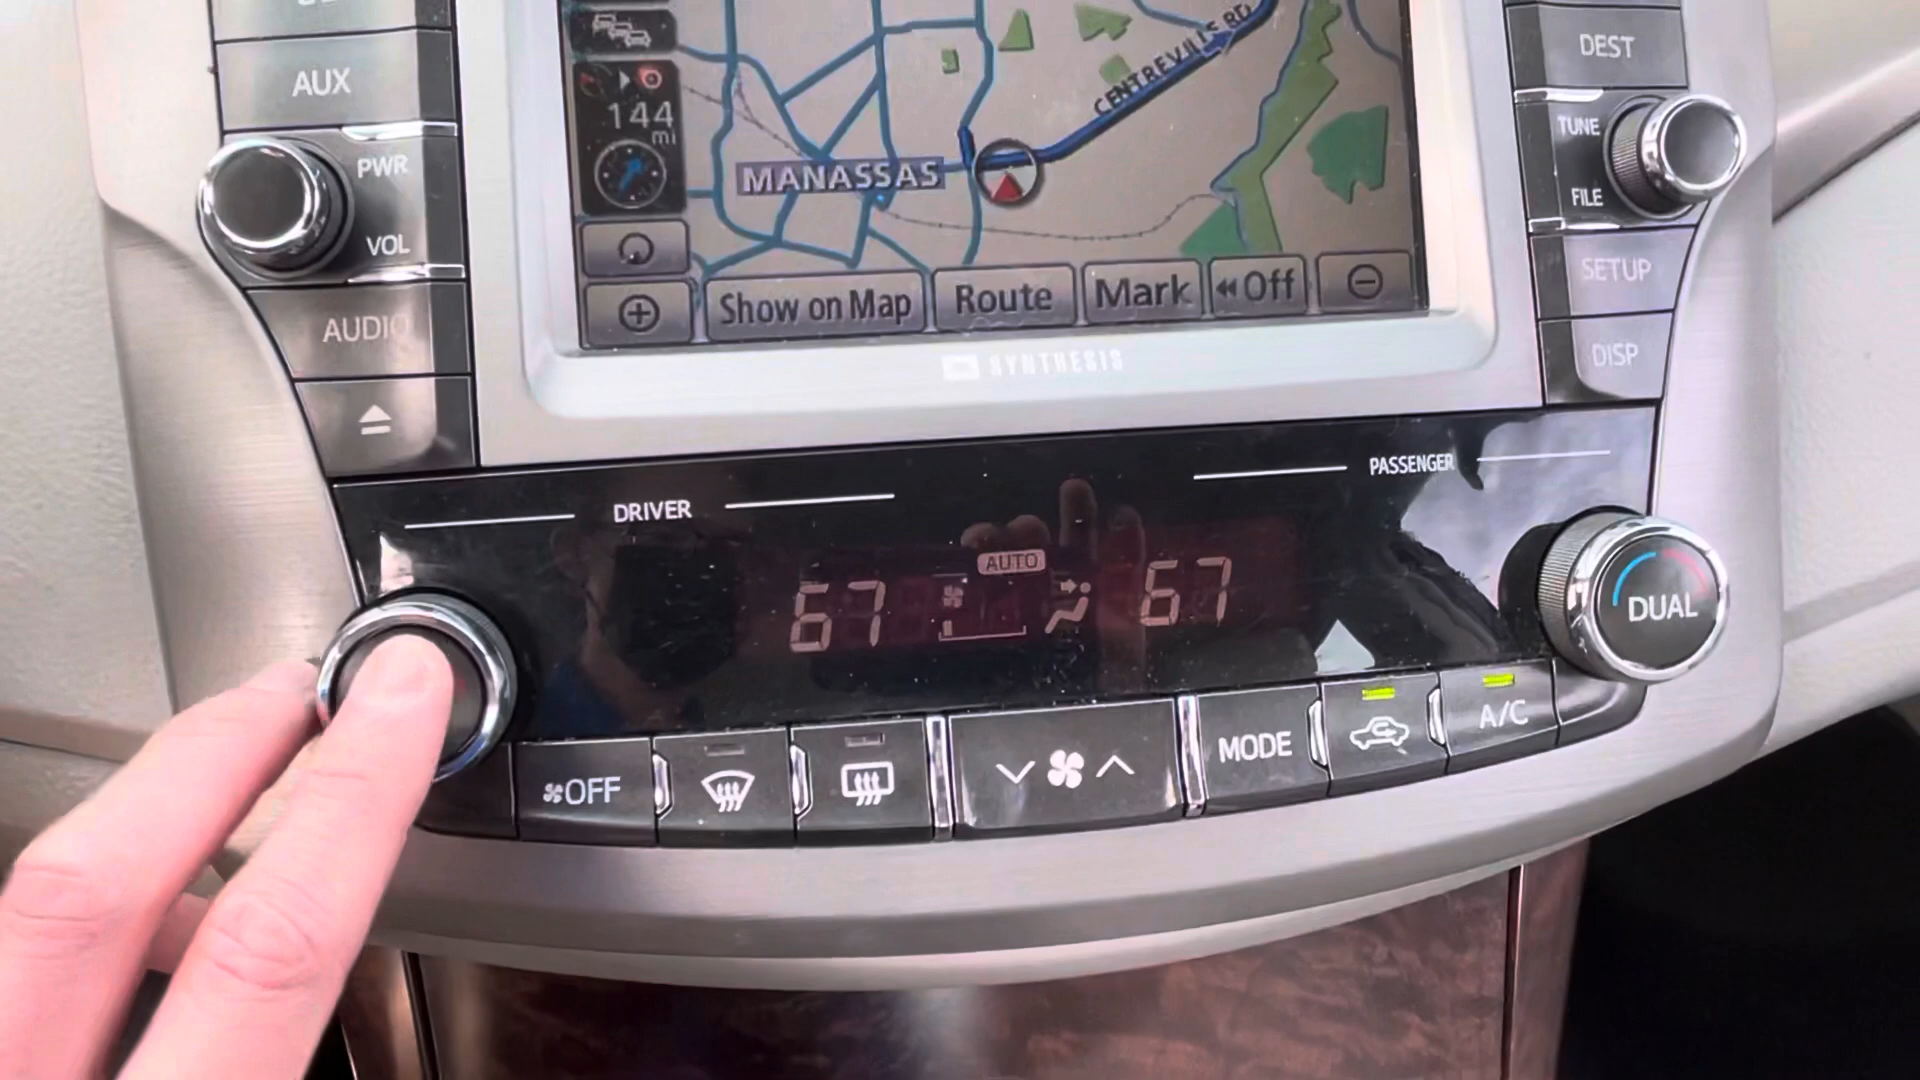 AUX
DEST
PWR
VOL
144
mi
MANASSAS
CENTREVILLE RD
TUNE
FILE
AUDIO
Show on Map
Route
Mark
Off
SETUP
DISP
SYNTHESIS
DRIVER
PASSENGER
AUTO
67
67
DUAL
OFF
MODE
A/C